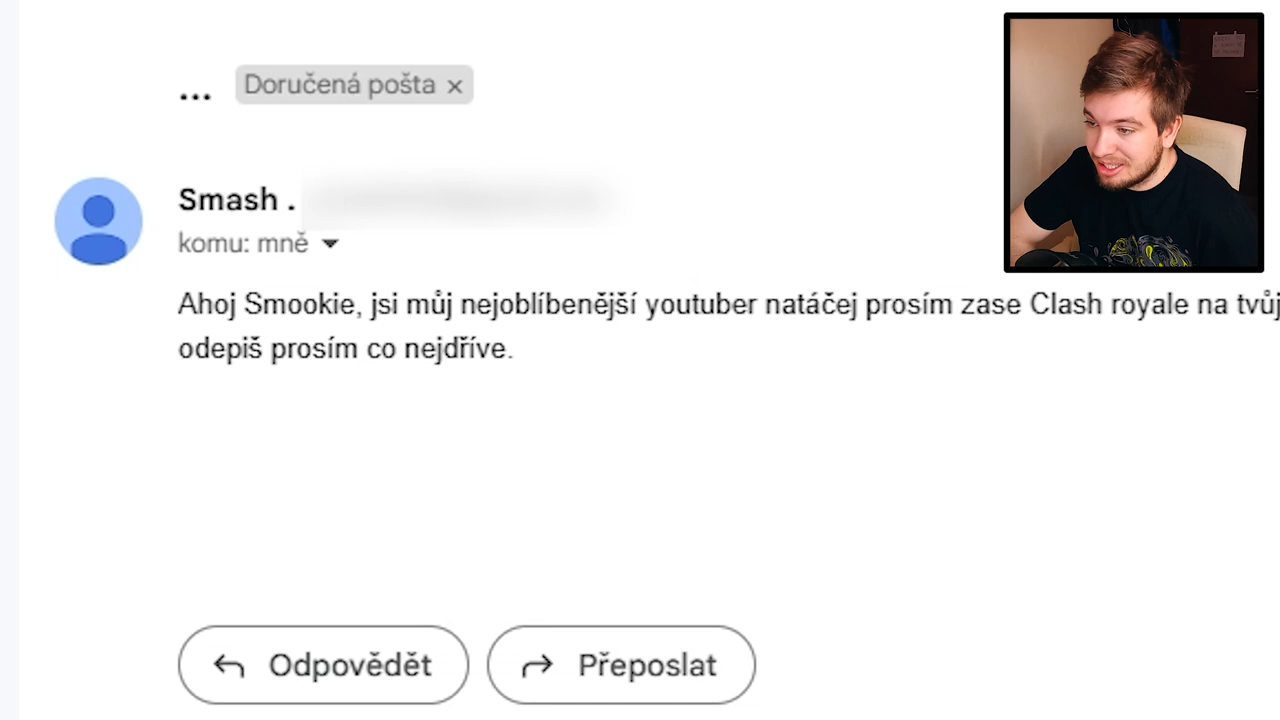 ... Doručená pošta ×
Smash .
komu: mně
Ahoj Smookie, jsi můj nejoblíbenější youtuber natáčej prosím zase Clash royale na tvůj
odepiš prosím co nejdříve.
Odpovědět Přeposlat